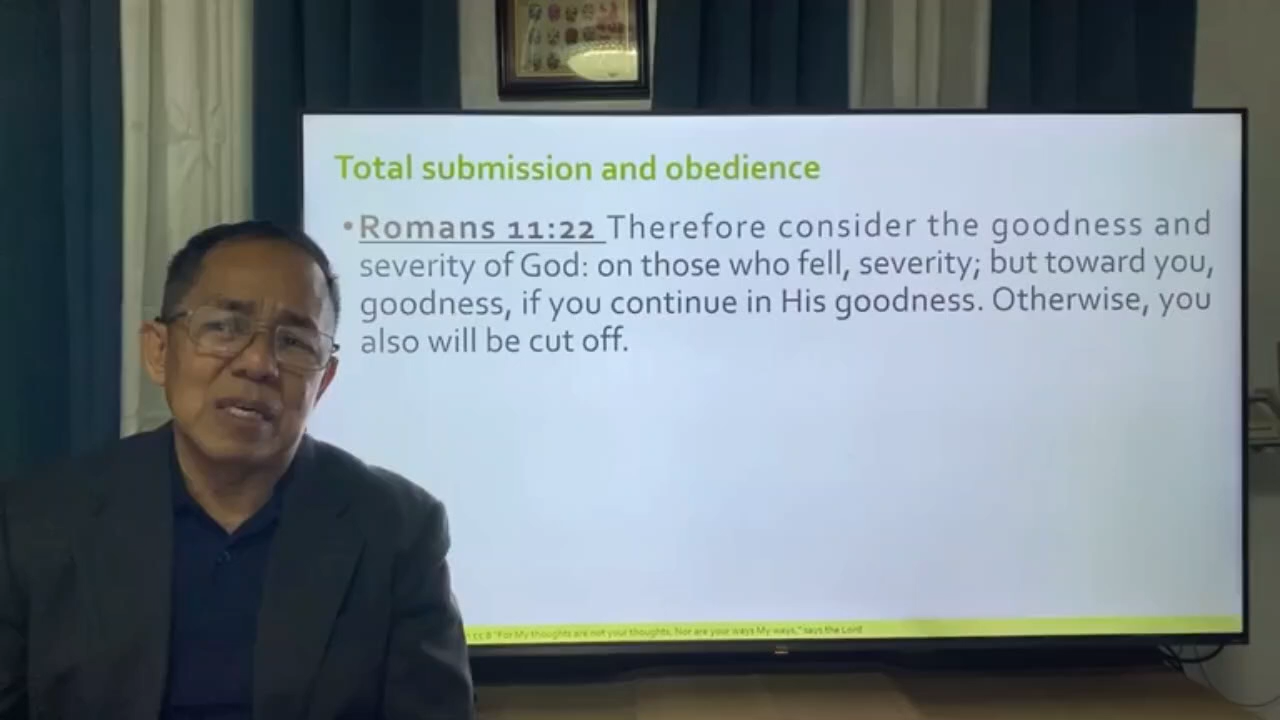 Total submission and obedience
•Romans 11:22 Therefore consider the goodness and
severity of God: on those who fell, severity; but toward you,
goodness, if you continue in His goodness. Otherwise, you
also will be cut off.
8 "For My thoughts are not your thoughts, Nor are your ways My ways," says the Lord